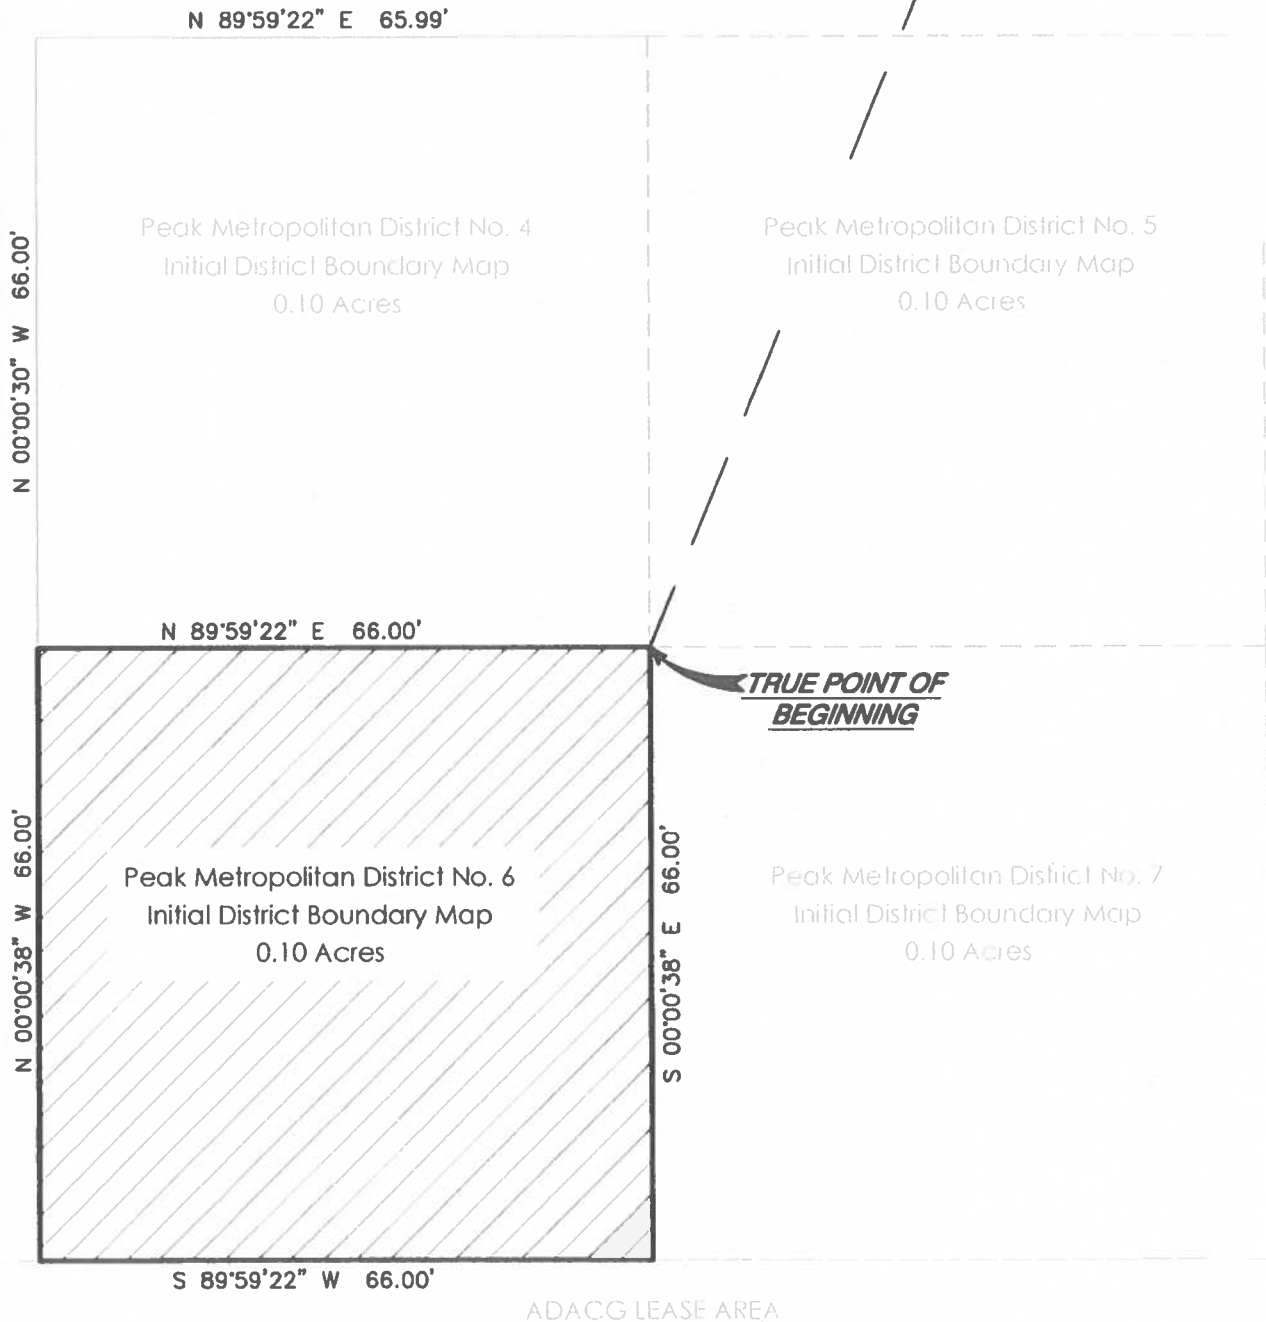 N 89°59'22" E 65.99'
Peak Metropolitan District No. 4
Initial District Boundary Map
0.10 Acres
Peak Metropolitan District No. 5
Initial District Boundary Map
0.10 Acres
N 00°00'30" W 66.00'
N 89°59'22" E 66.00'
TRUE POINT OF
BEGINNING
N 00°00'38" W 66.00'
Peak Metropolitan District No. 6
Initial District Boundary Map
0.10 Acres
S 00°00'38" E 66.00'
Peak Metropolitan District No. 7
Initial District Boundary Map
0.10 Acres
S 89°59'22" W 66.00'
ADACG LEASE AREA